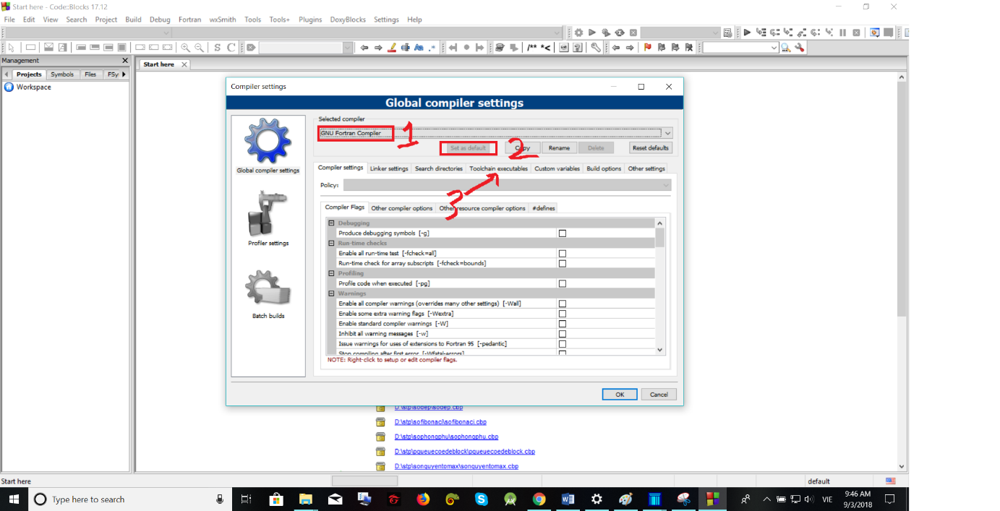 Start here - Code::Blocks 17.12
File Edit View Search Project Build Debug Fortran wxSmith Tools Tools+ Plugins DoxyBlocks Settings Help
S C /** *<
Management
Start here
Projects Symbols Files FSy
Workspace
Compiler settings
Global compiler settings
Selected compiler
GNU Fortran Compiler 1
Set as default 2 Rename Delete Reset defaults
Global compiler settings
Compiler settings Linker settings Search directories Toolchain executables Custom variables Build options Other settings
Policy:
3
Compiler Flags Other compiler options Other resource compiler options #defines
Debugging
Produce debugging symbols [-g]
Run-time checks
Enable all run-time test [-fcheck=all]
Run-time check for array subscripts [-fcheck=bounds]
Profiling
Profile code when executed [-pg]
Warnings
Enable all compiler warnings (overrides many other settings) [-Wall]
Enable some extra warning flags [-Wextra]
Enable standard compiler warnings [-W]
Inhibit all warning messages [-w]
Issue warnings for uses of extensions to Fortran 95 [-pedantic]
Stop compiling after first error [-Wfatal-errors]
NOTE: Right-click to setup or edit compiler flags.
Profiler settings
Batch builds
OK Cancel
D:\stp\sodep\sodep.cbp
D:\stp\sofibonaci\sofibonaci.cbp
D:\stp\sophongphu\sophongphu.cbp
D:\stp\pqueuecoedeblock\pqueuecoedeblock.cbp
D:\stp\songuyentomax\songuyentomax.cbp
Start here default
Type here to search
VIE
9:46 AM
9/3/2018